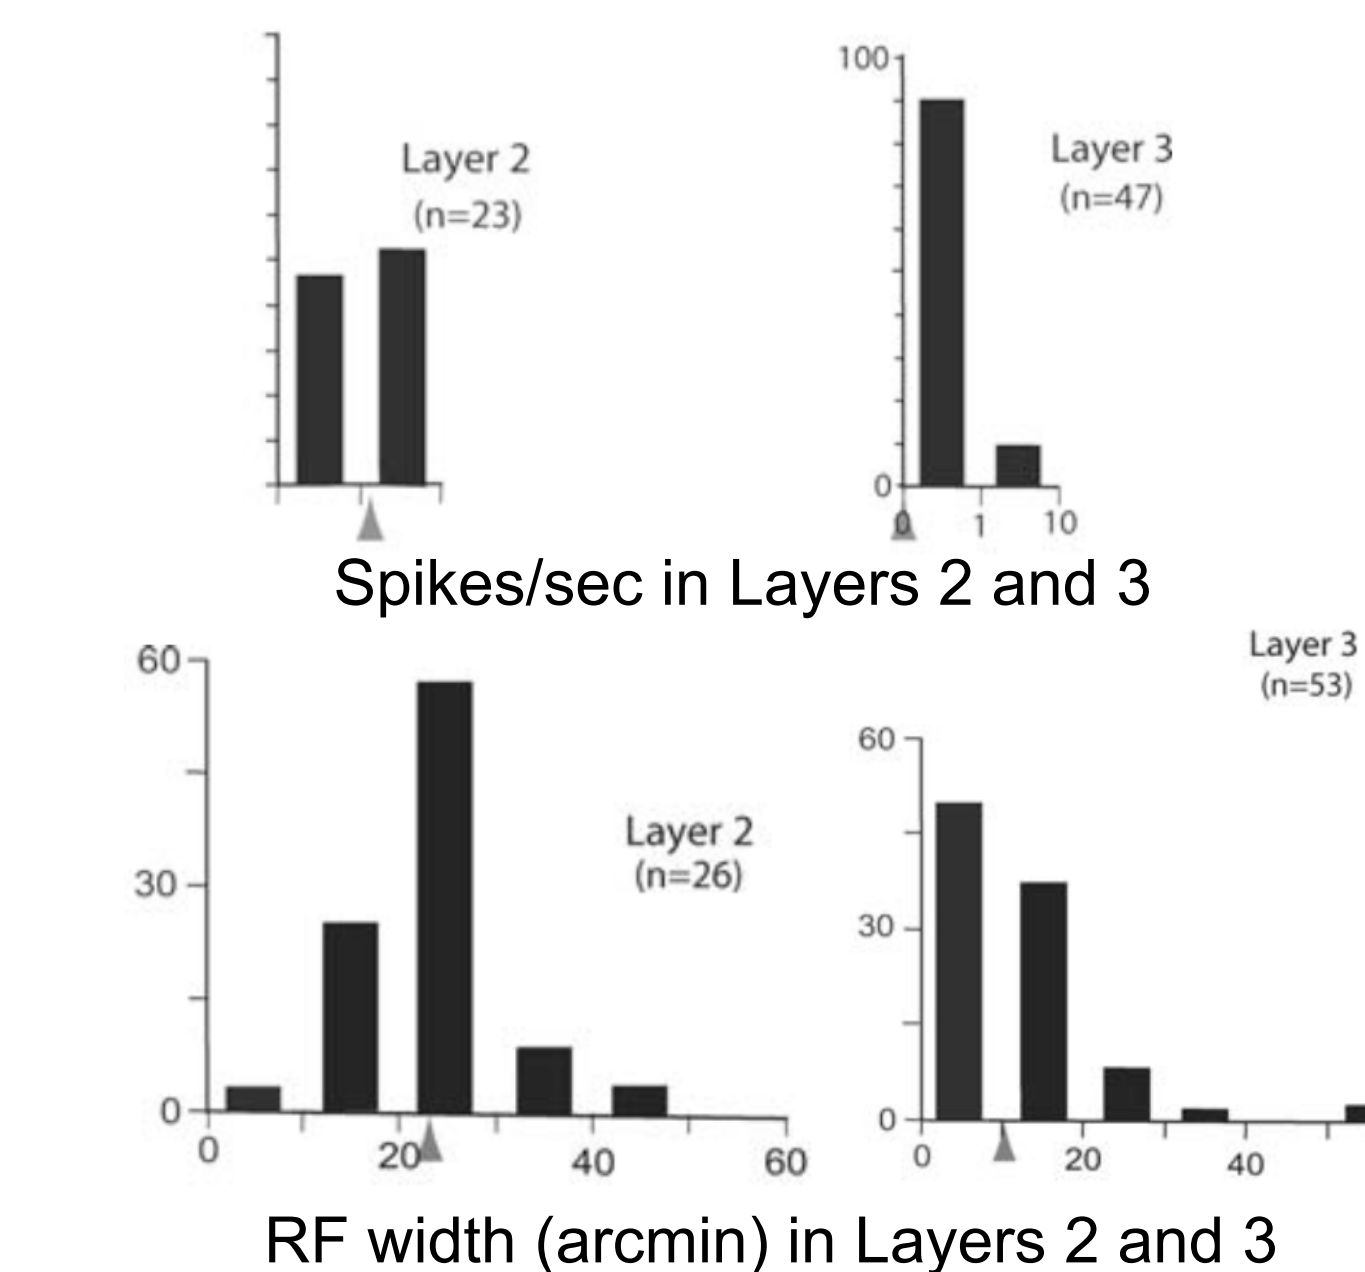 100
Layer 2
(n=23)
Layer 3
(n=47)
0
0 1 10
Spikes/sec in Layers 2 and 3
60
30
0
Layer 2
(n=26)
0 20 40 60
Layer 3
(n=53)
60
30
0
0 20 40
RF width (arcmin) in Layers 2 and 3